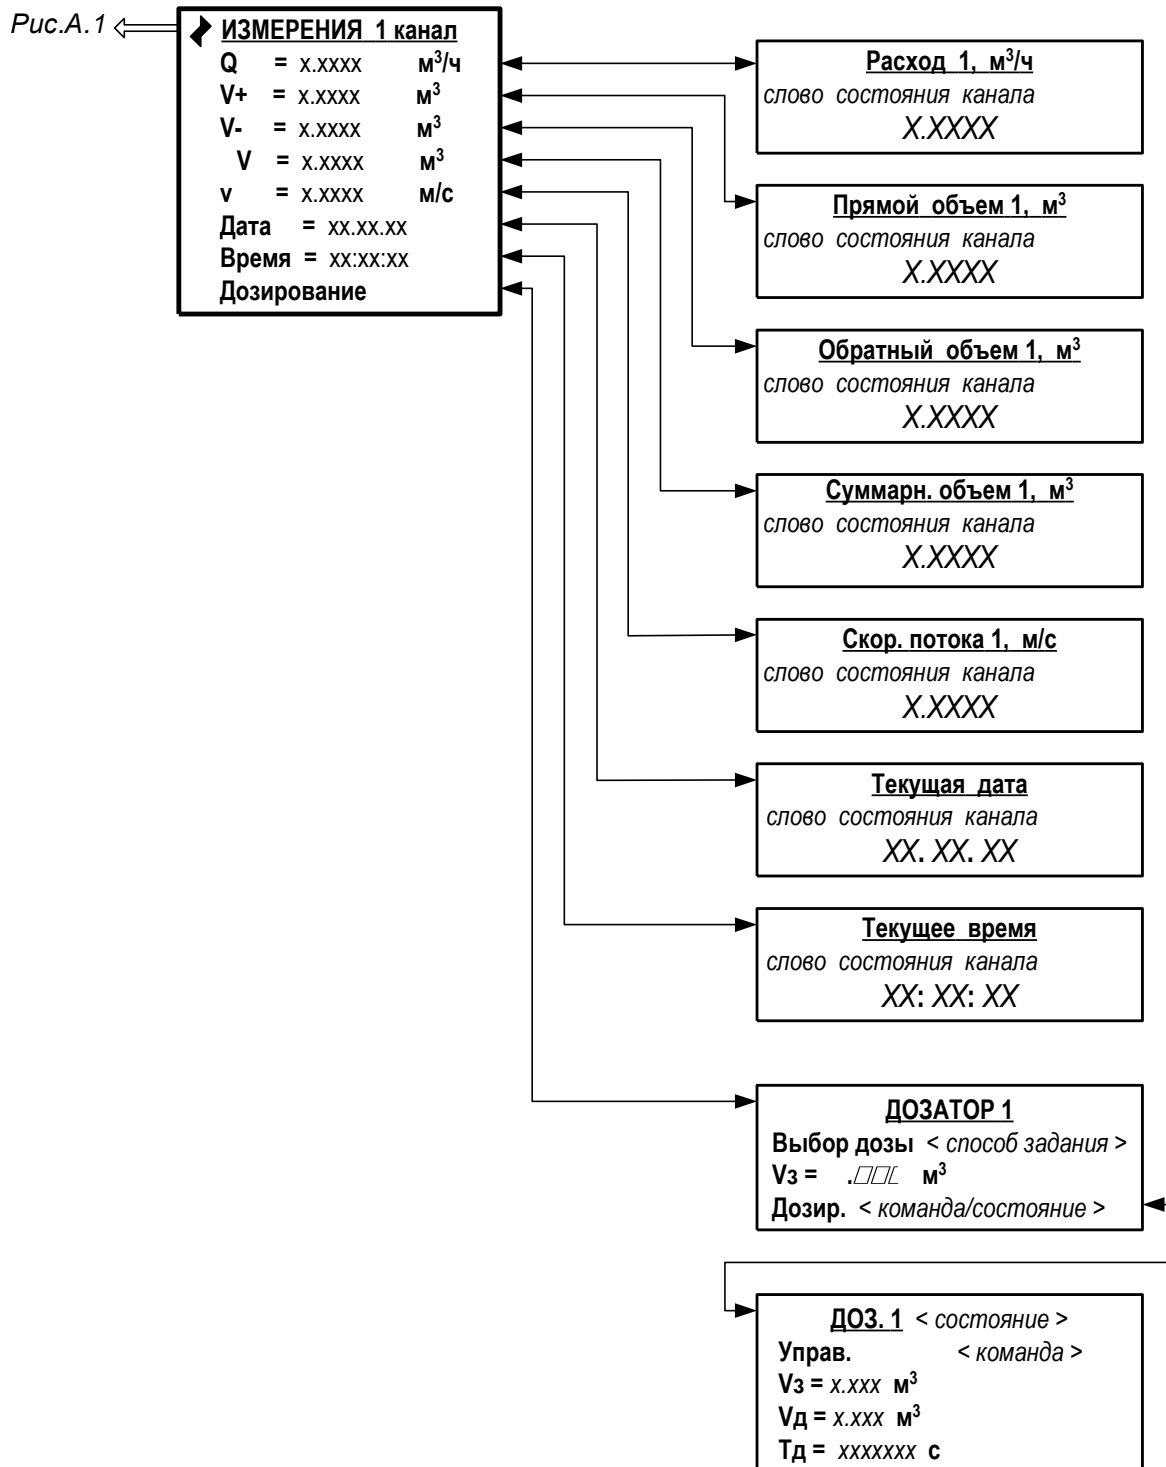 Рис.А.1
ИЗМЕРЕНИЯ 1 канал
Q = x.xxxx м³/ч
V+ = x.xxxx м³
V- = x.xxxx м³
V = x.xxxx м³
v = x.xxxx м/с
Дата = xx.xx.xx
Время = xx:xx:xx
Дозирование
Расход 1, м³/ч
слово состояния канала
X.XXXX
Прямой объем 1, м³
слово состояния канала
X.XXXX
Обратный объем 1, м³
слово состояния канала
X.XXXX
Суммарн. объем 1, м³
слово состояния канала
X.XXXX
Скор. потока 1, м/с
слово состояния канала
X.XXXX
Текущая дата
слово состояния канала
XX. XX. XX
Текущее время
слово состояния канала
XX: XX: XX
ДОЗАТОР 1
Выбор дозы < способ задания >
Vз = .□□□ м³
Дозир. < команда/состояние >
ДОЗ. 1 < состояние >
Управ. < команда >
Vз = x.xxx м³
Vд = x.xxx м³
Тд = xxxxxxx с